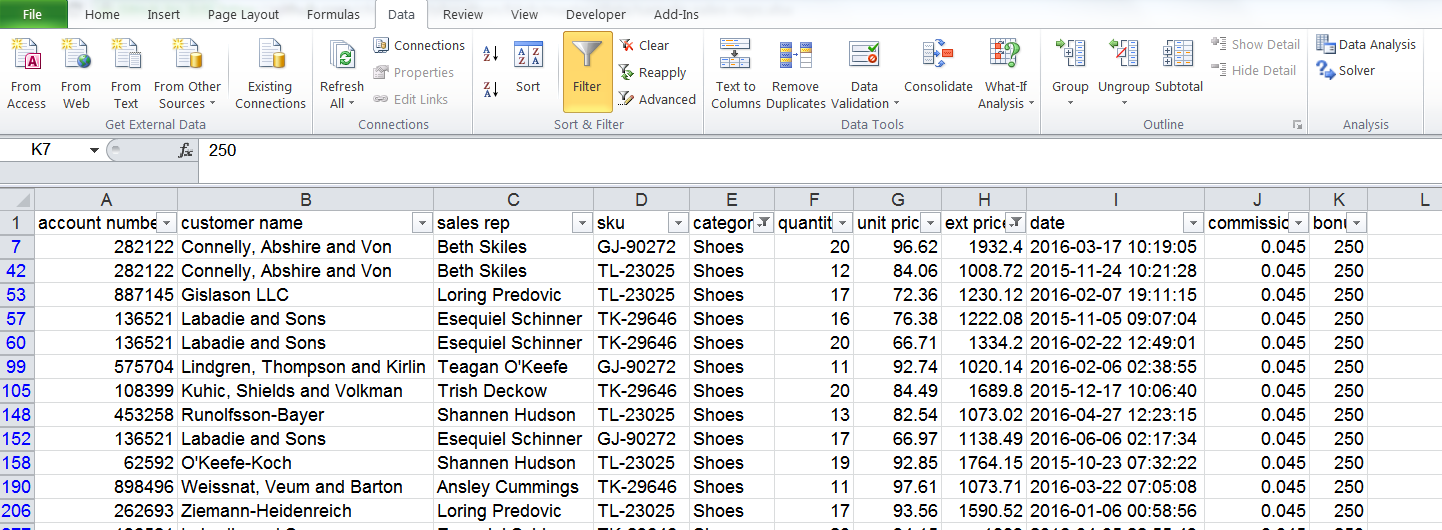 File Home Insert Page Layout Formulas Data Review View Developer Add-Ins
From Access From Web From Text From Other Sources Existing Connections Refresh All Connections Properties Edit Links Sort Filter Clear Reapply Advanced Text to Columns Remove Duplicates Data Validation Consolidate What-If Analysis Group Ungroup Subtotal Show Detail Hide Detail Data Analysis Solver
Get External Data Connections Sort & Filter Data Tools Outline Analysis
K7 fx 250
A B C D E F G H I J K L
1 account numbe customer name sales rep sku categor quantit unit pric ext price date commissio bonu
7 282122 Connelly, Abshire and Von Beth Skiles GJ-90272 Shoes 20 96.62 1932.4 2016-03-17 10:19:05 0.045 250
42 282122 Connelly, Abshire and Von Beth Skiles TL-23025 Shoes 12 84.06 1008.72 2015-11-24 10:21:28 0.045 250
53 887145 Gislason LLC Loring Predovic TL-23025 Shoes 17 72.36 1230.12 2016-02-07 19:11:15 0.045 250
57 136521 Labadie and Sons Esequiel Schinner TK-29646 Shoes 16 76.38 1222.08 2015-11-05 09:07:04 0.045 250
60 136521 Labadie and Sons Esequiel Schinner TK-29646 Shoes 20 66.71 1334.2 2016-02-22 12:49:01 0.045 250
99 575704 Lindgren, Thompson and Kirlin Teagan O'Keefe GJ-90272 Shoes 11 92.74 1020.14 2016-02-06 02:38:55 0.045 250
105 108399 Kuhic, Shields and Volkman Trish Deckow TK-29646 Shoes 20 84.49 1689.8 2015-12-17 10:06:40 0.045 250
148 453258 Runolfsson-Bayer Shannen Hudson TL-23025 Shoes 13 82.54 1073.02 2016-04-27 12:23:15 0.045 250
152 136521 Labadie and Sons Esequiel Schinner GJ-90272 Shoes 17 66.97 1138.49 2016-06-06 02:17:34 0.045 250
158 62592 O'Keefe-Koch Shannen Hudson TL-23025 Shoes 19 92.85 1764.15 2015-10-23 07:32:22 0.045 250
190 898496 Weissnat, Veum and Barton Ansley Cummings TK-29646 Shoes 11 97.61 1073.71 2016-03-22 07:05:08 0.045 250
206 262693 Ziemann-Heidenreich Loring Predovic TL-23025 Shoes 17 93.56 1590.52 2016-01-06 00:58:56 0.045 250